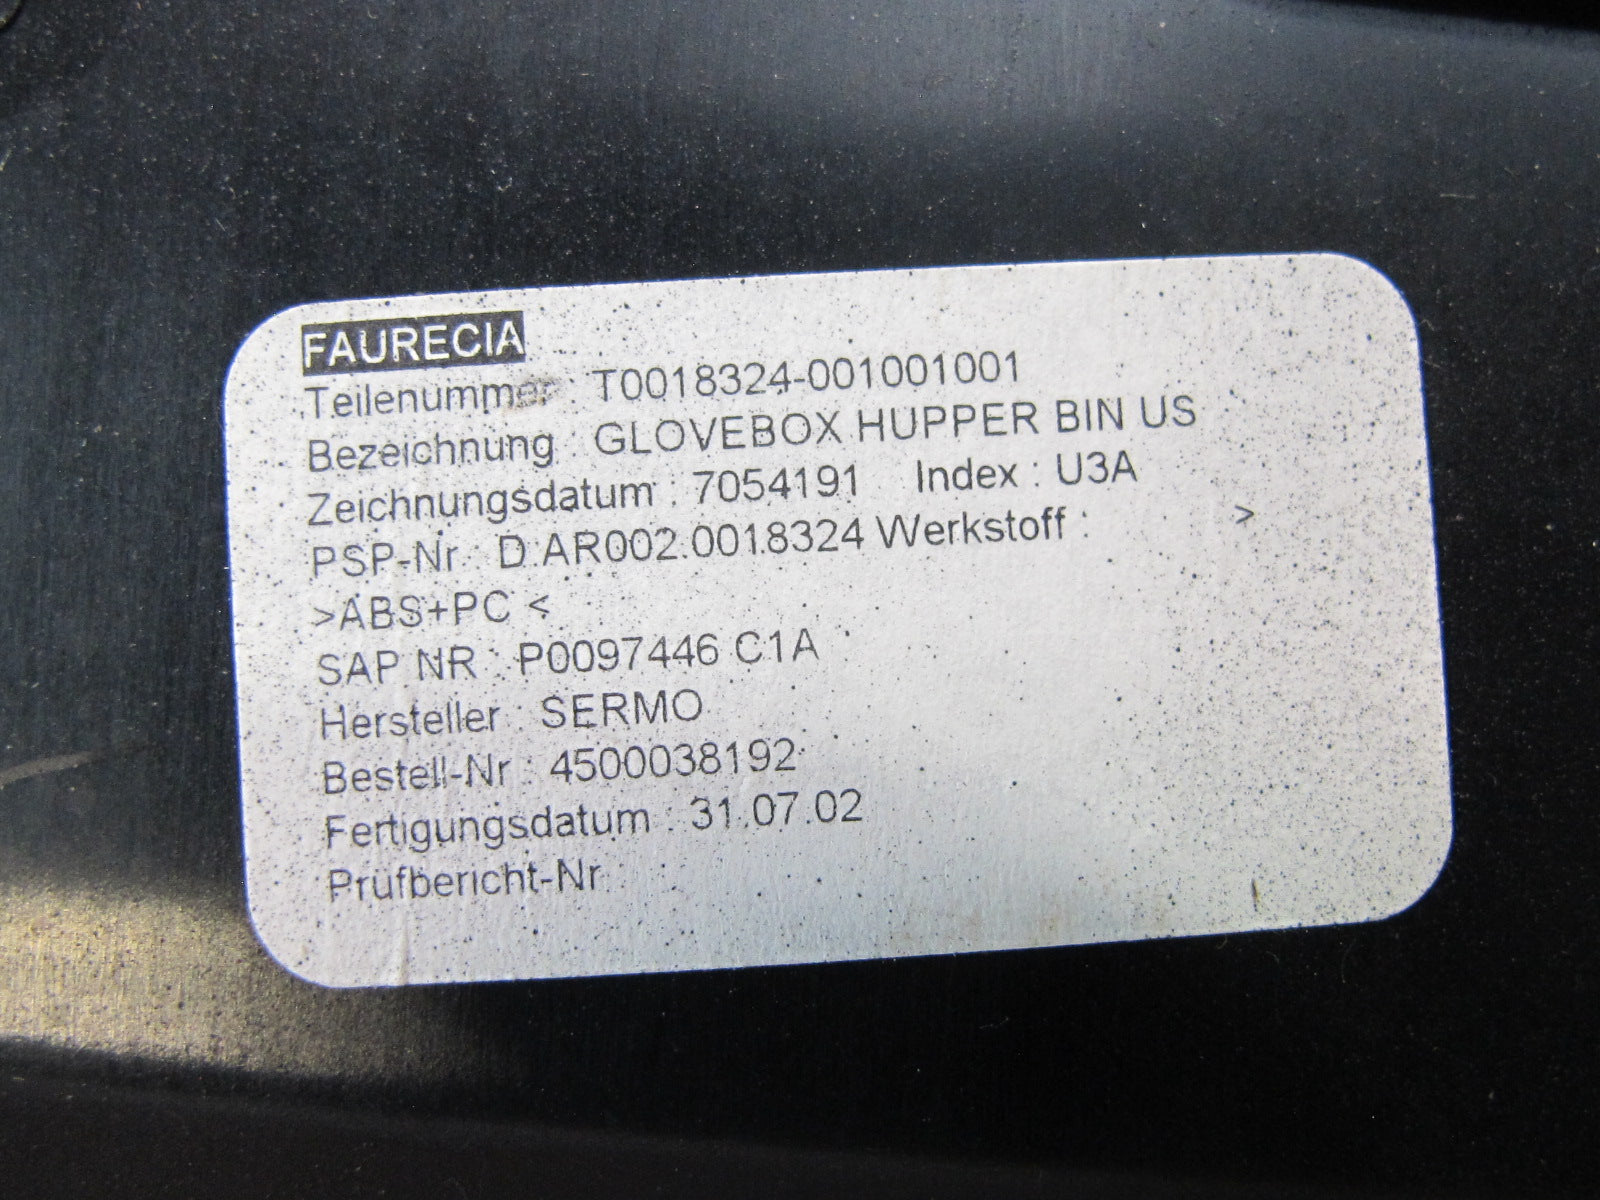 FAURECIA
Teilenummer : T0018324-001001001
Bezeichnung : GLOVEBOX HUPPER BIN US
Zeichnungsdatum : 7054191 Index : U3A
PSP-Nr : D.AR002.0018324 Werkstoff : >
>ABS+PC <
SAP NR : P0097446 C1A
Hersteller : SERMO
Bestell-Nr : 4500038192
Fertigungsdatum : 31.07.02
Prüfbericht-Nr